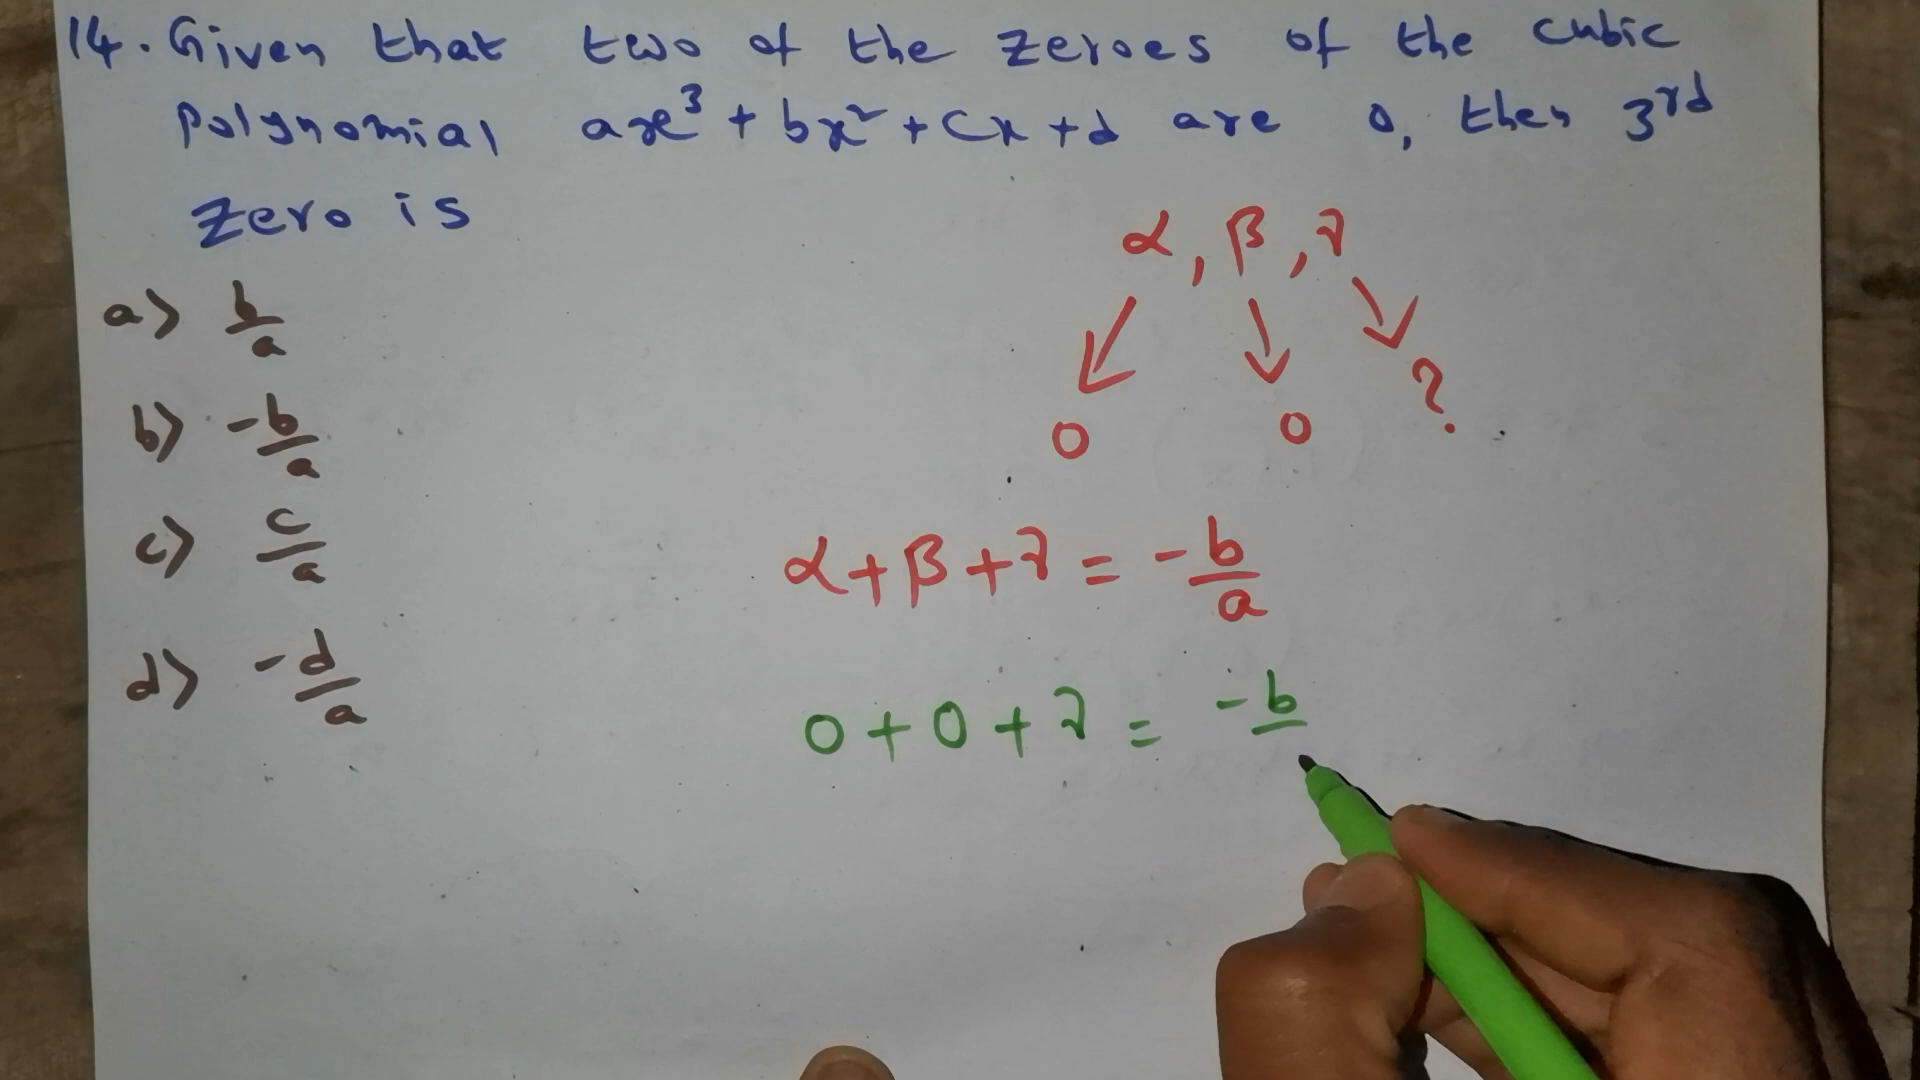 14. Given that two of the zeroes of the cubic
Polynomial ax³ + bx² + cx + d are 0, then 3rd
Zero is
α, β, γ
a) b/a
0 0 ?
b) -b/a
c) c/a
α + β + γ = -b/a
d) -d/a
0 + 0 + γ = -b